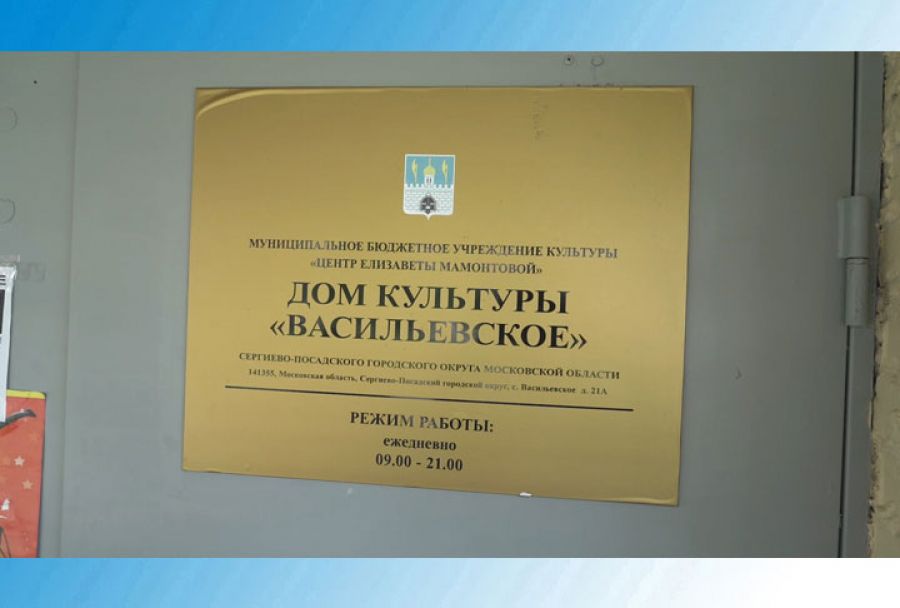 МУНИЦИПАЛЬНОЕ БЮДЖЕТНОЕ УЧРЕЖДЕНИЕ КУЛЬТУРЫ
«ЦЕНТР ЕЛИЗАВЕТЫ МАМОНТОВОЙ»
ДОМ КУЛЬТУРЫ
«ВАСИЛЬЕВСКОЕ»
СЕРГИЕВО-ПОСАДСКОГО ГОРОДСКОГО ОКРУГА МОСКОВСКОЙ ОБЛАСТИ
141355, Московская область, Сергиево-Посадский городской округ, с. Васильевское д. 21А
РЕЖИМ РАБОТЫ:
ежедневно
09.00 - 21.00